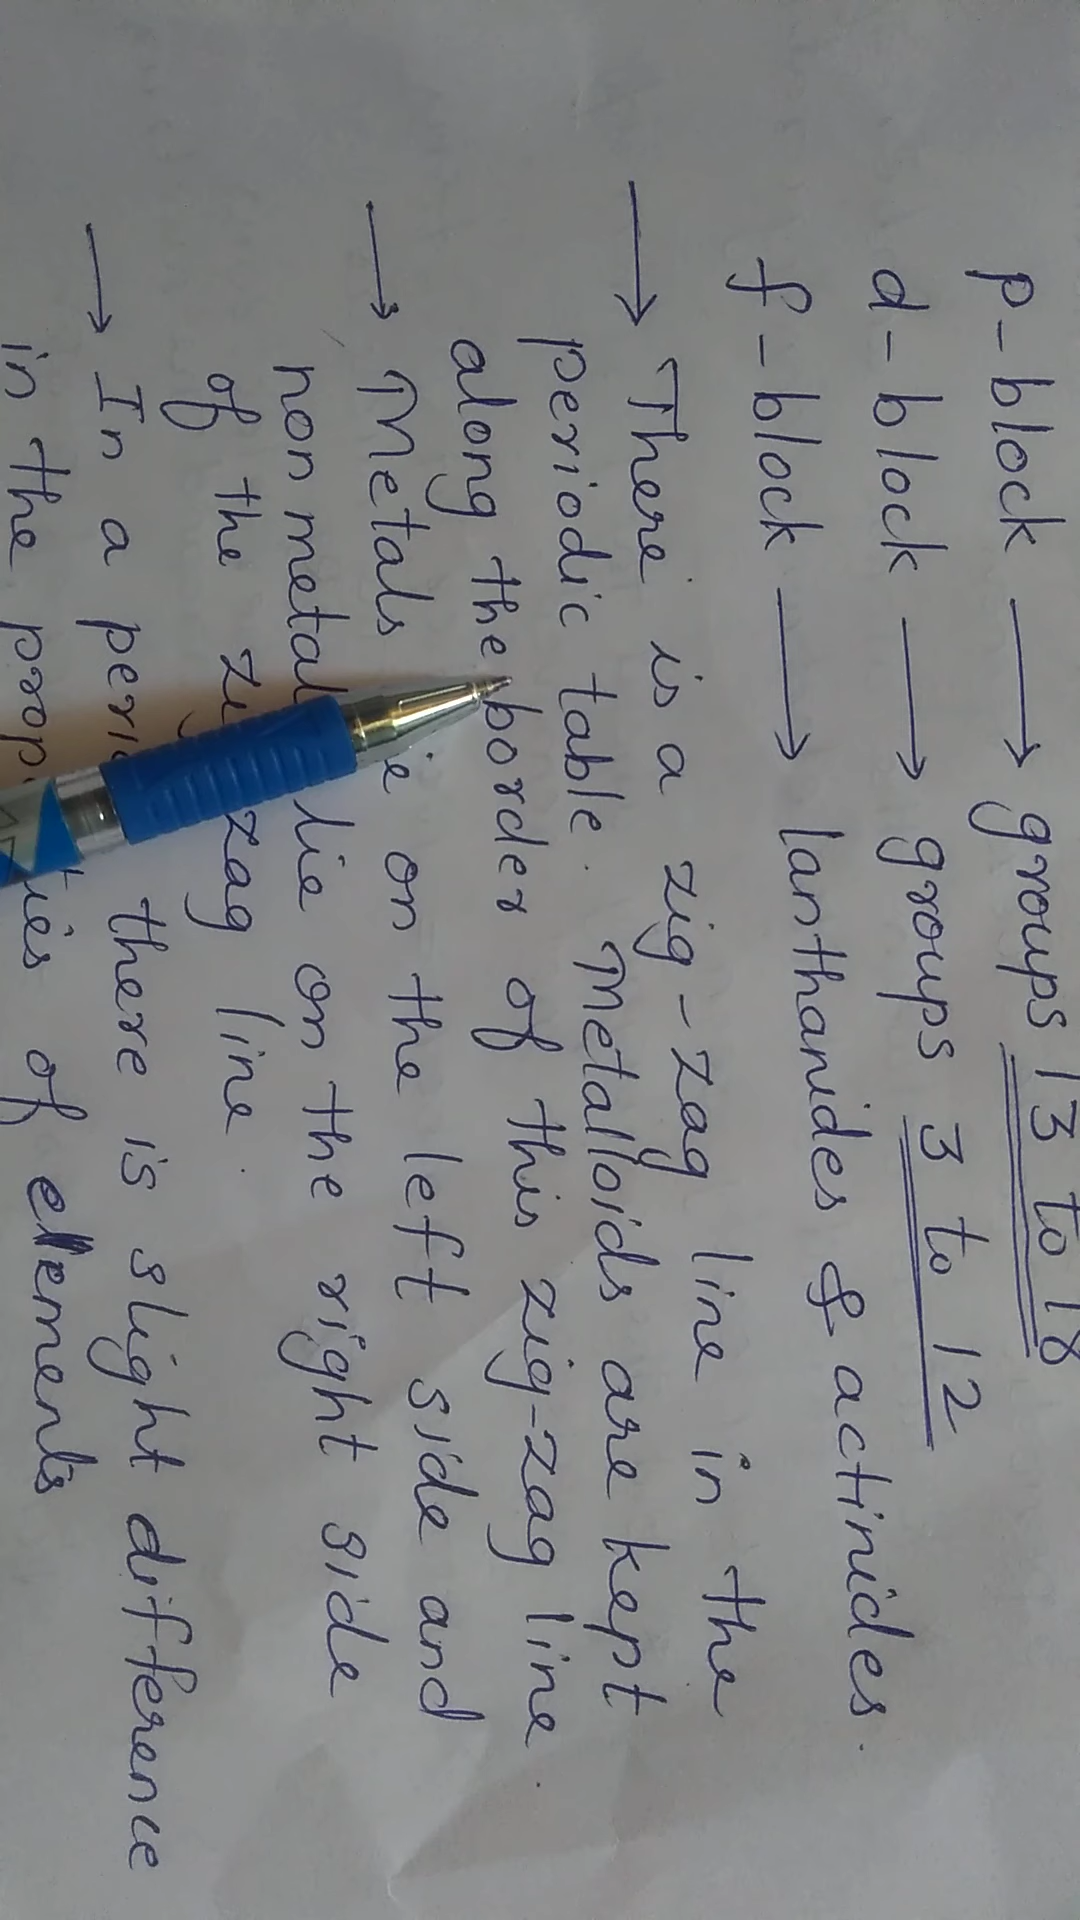 p-block → groups 13 to 18
d-block → groups 3 to 12
f-block → lanthanides & actinides.
→ There is a zig-zag line in the
periodic table. Metalloids are kept
along the border of this zig-zag line.
→ Metals on the left side and
non metal lie on the right side
of the zag line.
→ In a there is slight difference
in the of elements